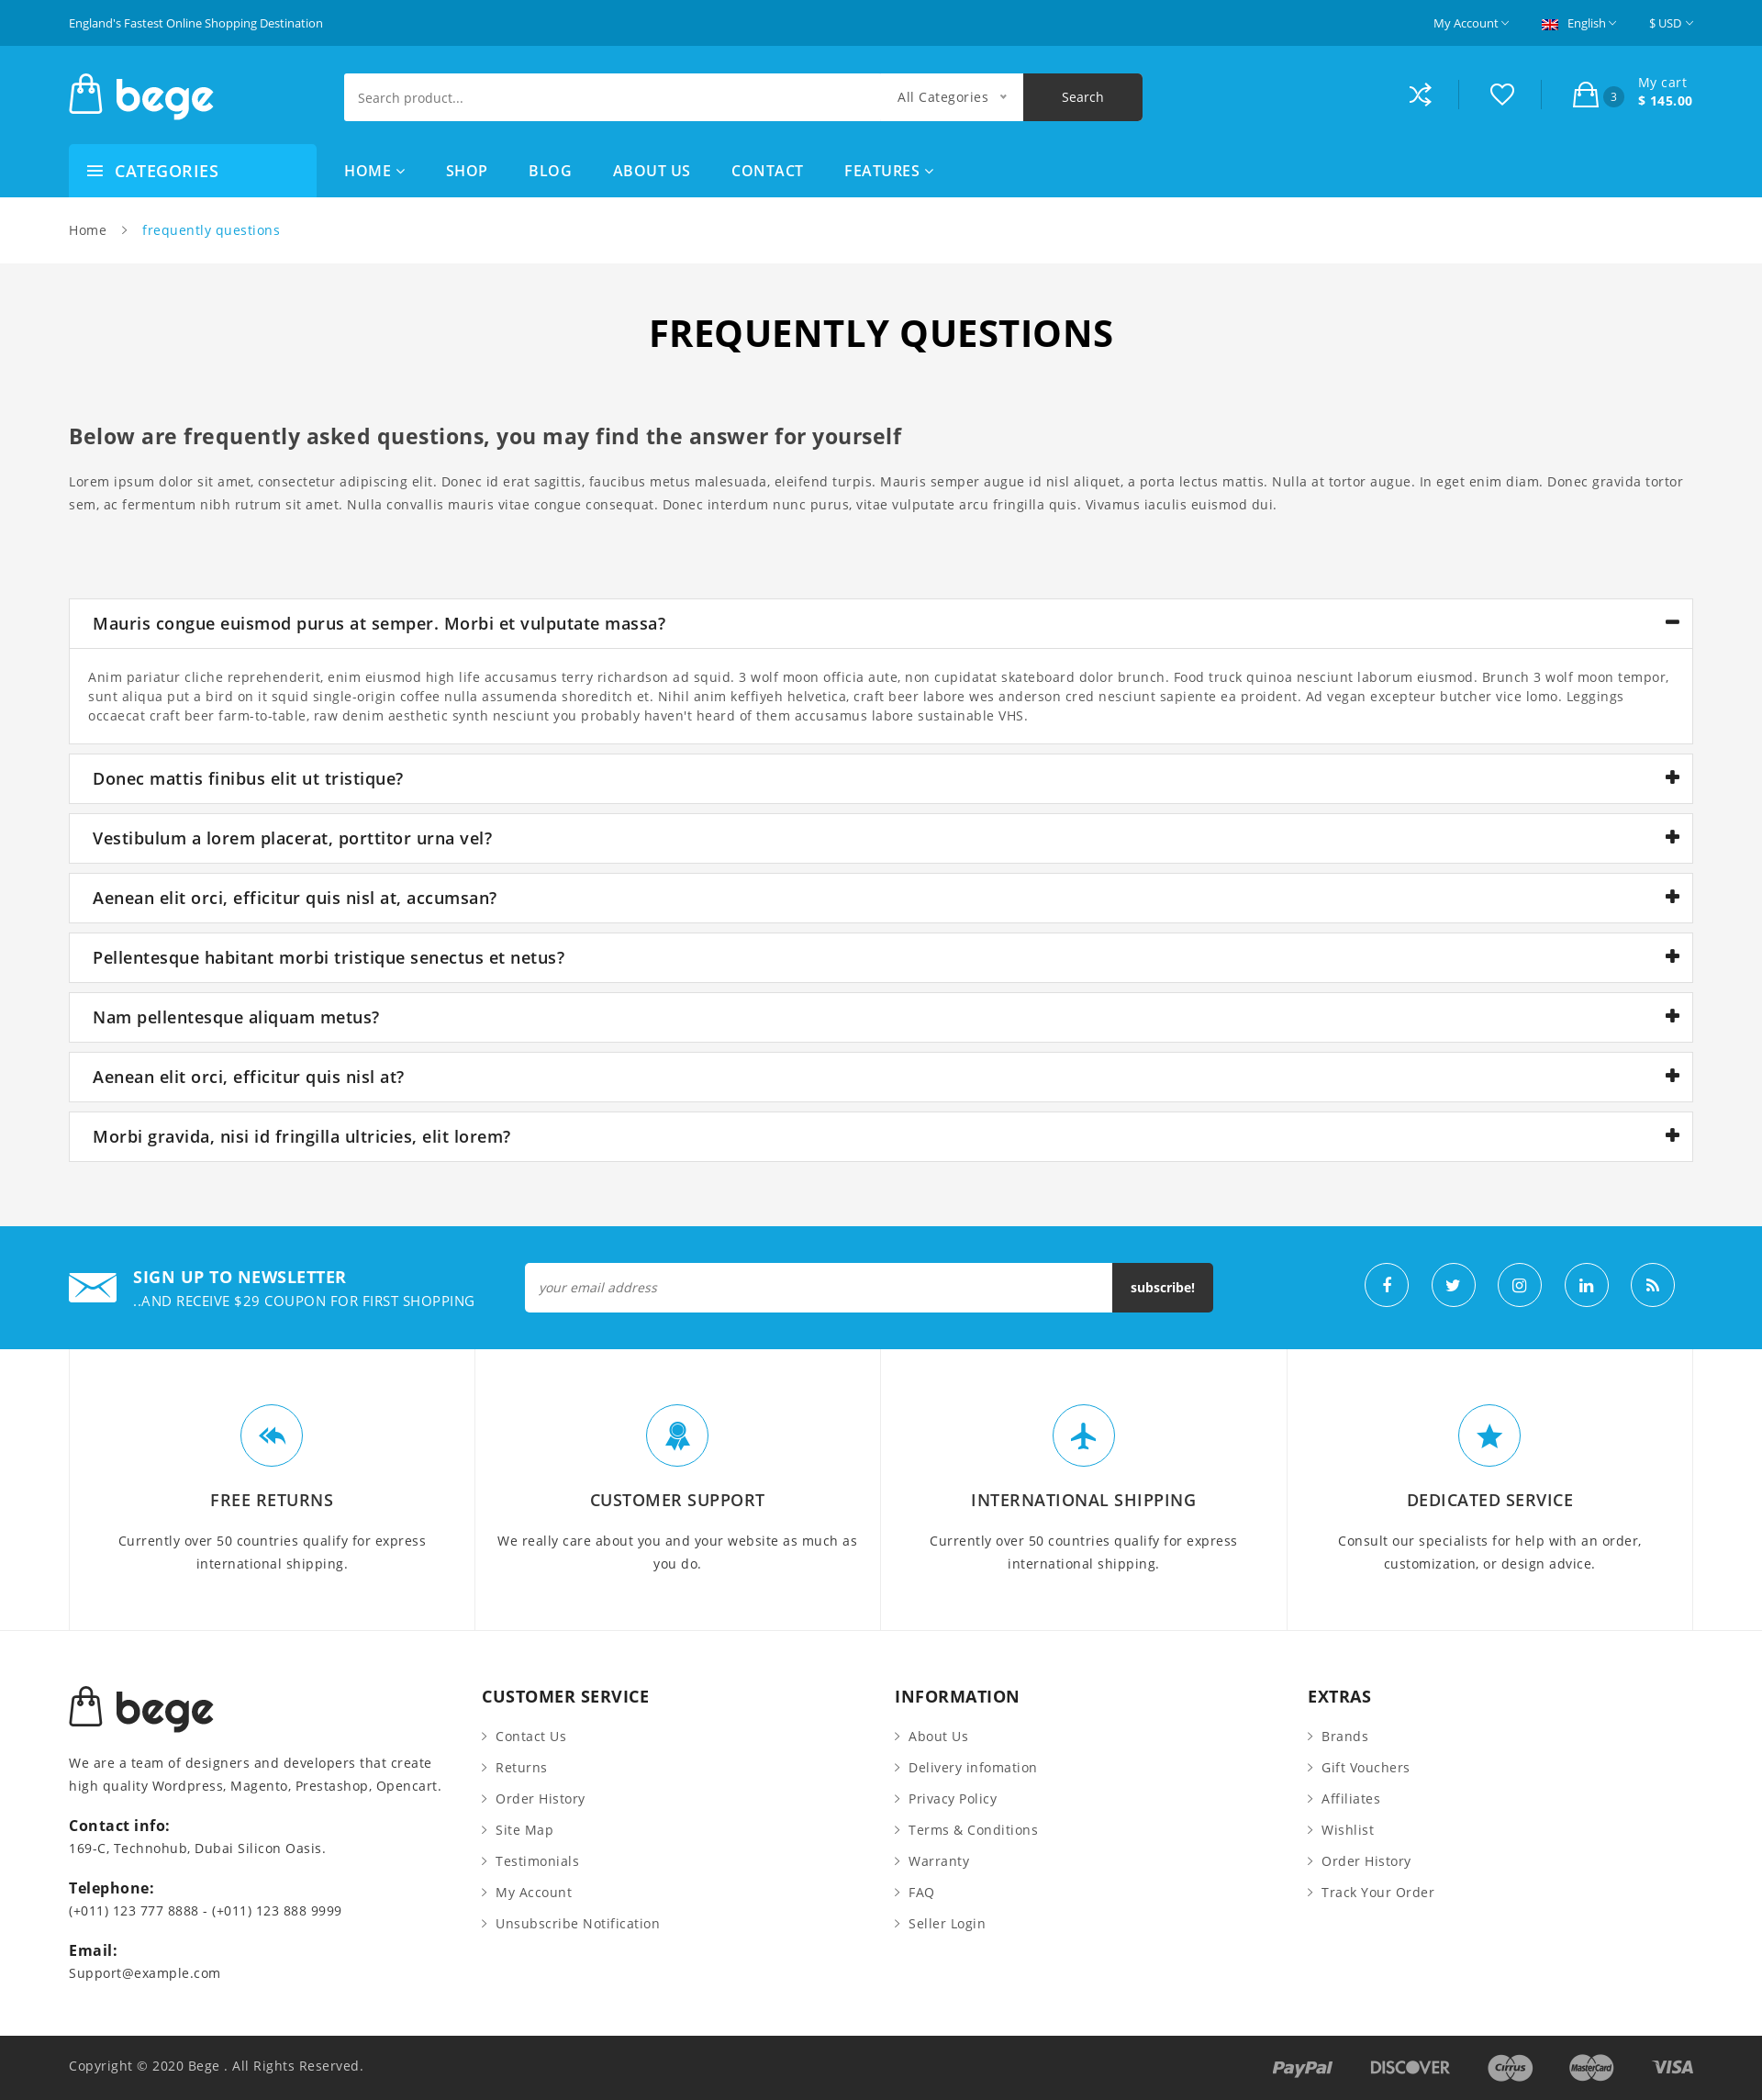 England's Fastest Online Shopping Destination
My Account
English
$ USD
bege
Search product...
All Categories
Search
3
My cart
$ 145.00
CATEGORIES
HOME
SHOP
BLOG
ABOUT US
CONTACT
FEATURES
Home
frequently questions
FREQUENTLY QUESTIONS
Below are frequently asked questions, you may find the answer for yourself
Lorem ipsum dolor sit amet, consectetur adipiscing elit. Donec id erat sagittis, faucibus metus malesuada, eleifend turpis. Mauris semper augue id nisl aliquet, a porta lectus mattis. Nulla at tortor augue. In eget enim diam. Donec gravida tortor
sem, ac fermentum nibh rutrum sit amet. Nulla convallis mauris vitae congue consequat. Donec interdum nunc purus, vitae vulputate arcu fringilla quis. Vivamus iaculis euismod dui.
Mauris congue euismod purus at semper. Morbi et vulputate massa?
Anim pariatur cliche reprehenderit, enim eiusmod high life accusamus terry richardson ad squid. 3 wolf moon officia aute, non cupidatat skateboard dolor brunch. Food truck quinoa nesciunt laborum eiusmod. Brunch 3 wolf moon tempor,
sunt aliqua put a bird on it squid single-origin coffee nulla assumenda shoreditch et. Nihil anim keffiyeh helvetica, craft beer labore wes anderson cred nesciunt sapiente ea proident. Ad vegan excepteur butcher vice lomo. Leggings
occaecat craft beer farm-to-table, raw denim aesthetic synth nesciunt you probably haven't heard of them accusamus labore sustainable VHS.
Donec mattis finibus elit ut tristique?
Vestibulum a lorem placerat, porttitor urna vel?
Aenean elit orci, efficitur quis nisl at, accumsan?
Pellentesque habitant morbi tristique senectus et netus?
Nam pellentesque aliquam metus?
Aenean elit orci, efficitur quis nisl at?
Morbi gravida, nisi id fringilla ultricies, elit lorem?
SIGN UP TO NEWSLETTER
..AND RECEIVE $29 COUPON FOR FIRST SHOPPING
your email address
subscribe!
FREE RETURNS
Currently over 50 countries qualify for express
international shipping.
CUSTOMER SUPPORT
We really care about you and your website as much as
you do.
INTERNATIONAL SHIPPING
Currently over 50 countries qualify for express
international shipping.
DEDICATED SERVICE
Consult our specialists for help with an order,
customization, or design advice.
bege
We are a team of designers and developers that create
high quality Wordpress, Magento, Prestashop, Opencart.
Contact info:
169-C, Technohub, Dubai Silicon Oasis.
Telephone:
(+011) 123 777 8888 - (+011) 123 888 9999
Email:
Support@example.com
CUSTOMER SERVICE
Contact Us
Returns
Order History
Site Map
Testimonials
My Account
Unsubscribe Notification
INFORMATION
About Us
Delivery infomation
Privacy Policy
Terms & Conditions
Warranty
FAQ
Seller Login
EXTRAS
Brands
Gift Vouchers
Affiliates
Wishlist
Order History
Track Your Order
Copyright © 2020 Bege . All Rights Reserved.
PayPal
DISCOVER
Cirrus
MasterCard
VISA